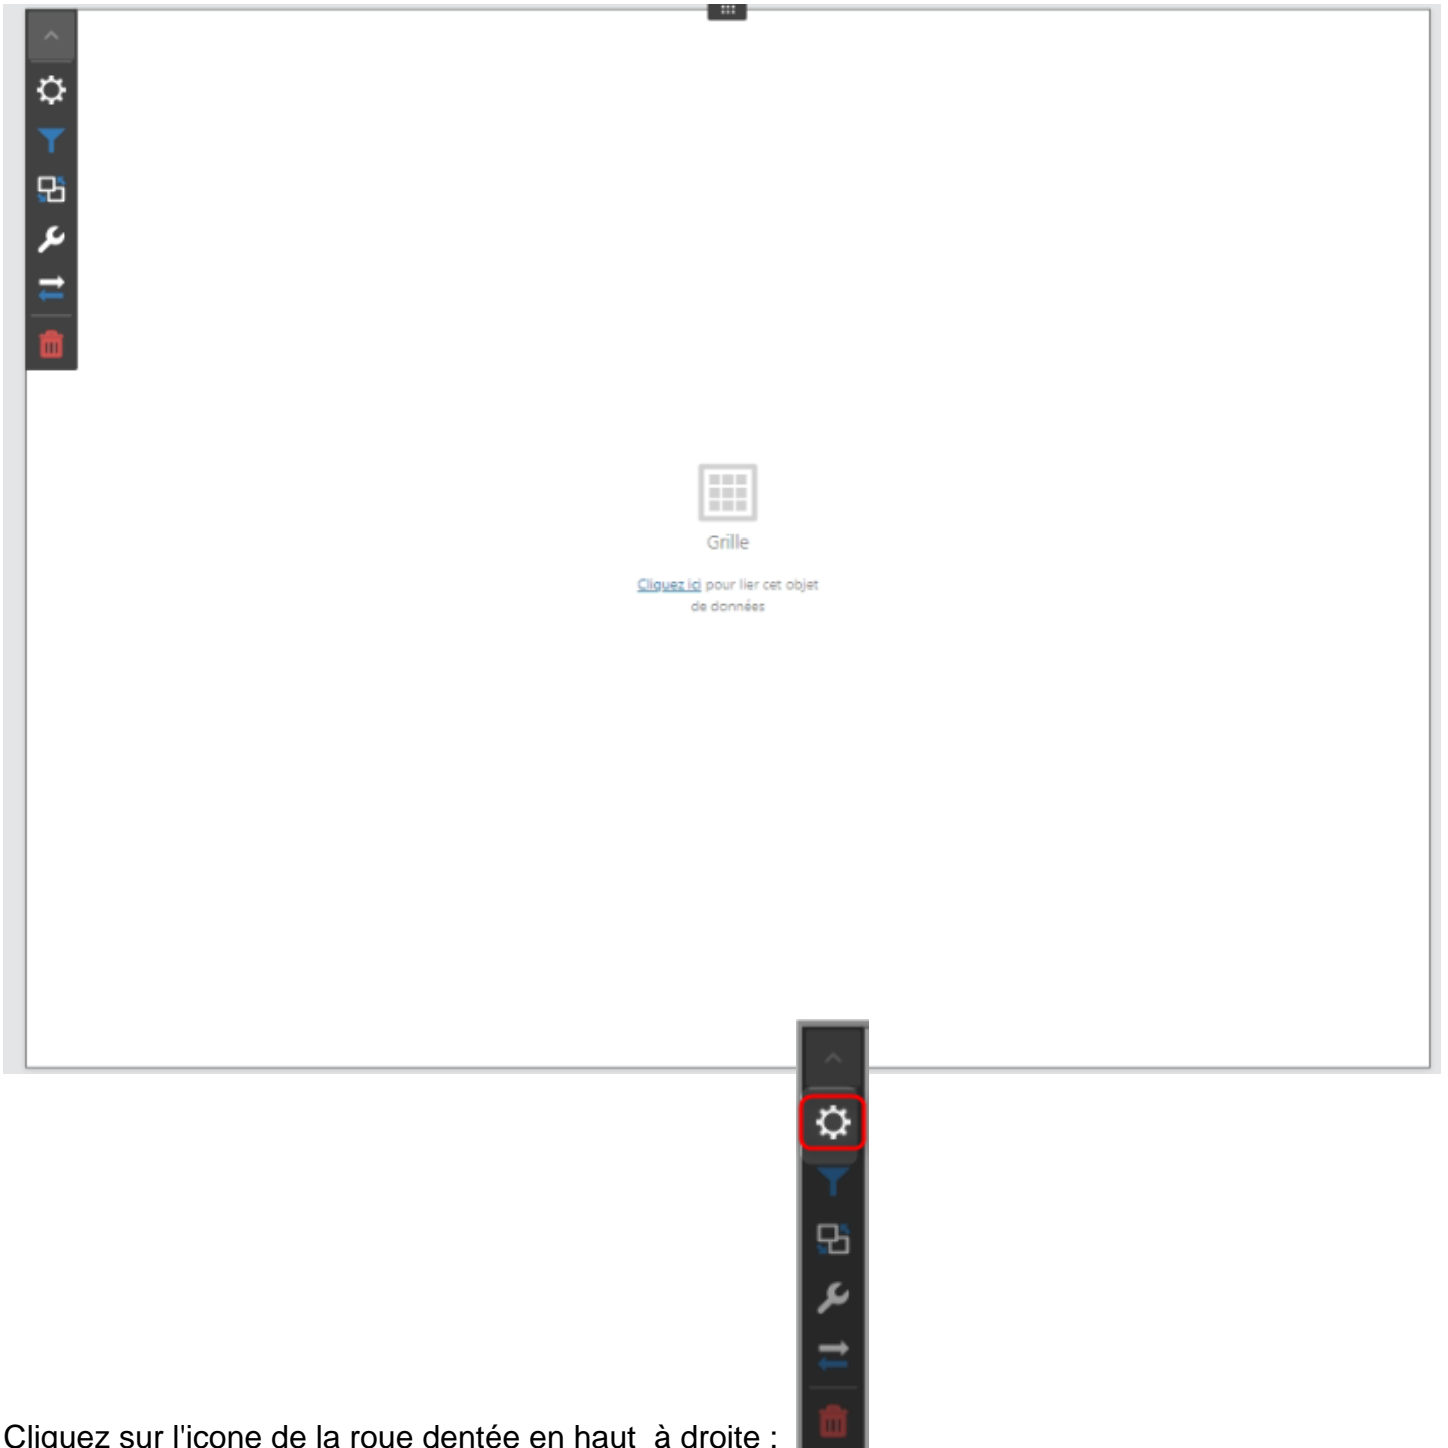 Grille
Cliquez ici pour lier cet objet
de données
Cliquez sur l'icone de la roue dentée en haut  à droite :